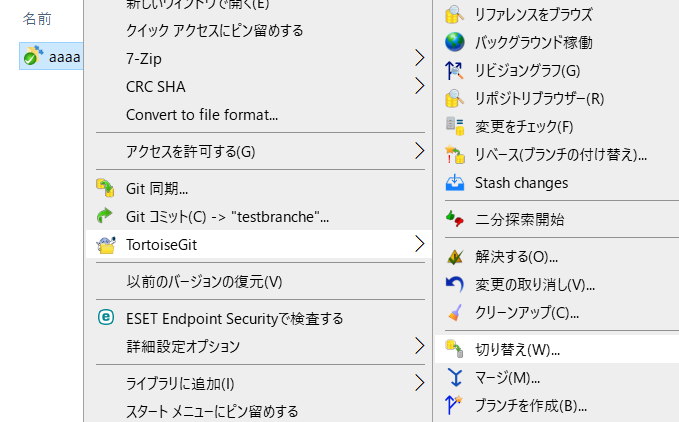 名前
aaaa
新しいウィンドウで開く(E)
クイック アクセスにピン留めする
7-Zip
CRC SHA
Convert to file format...
アクセスを許可する(G)
Git 同期...
Git コミット(C) -> "testbranche"...
TortoiseGit
以前のバージョンの復元(V)
ESET Endpoint Securityで検査する
詳細設定オプション
ライブラリに追加(I)
スタート メニューにピン留めする
リファレンスをブラウズ
バックグラウンド稼働
リビジョングラフ(G)
リポジトリブラウザー(R)
変更をチェック(F)
リベース(ブランチの付け替え)...
Stash changes
二分探索開始
解決する(O)...
変更の取り消し(V)...
クリーンアップ(C)...
切り替え(W)...
マージ(M)...
ブランチを作成(B)...